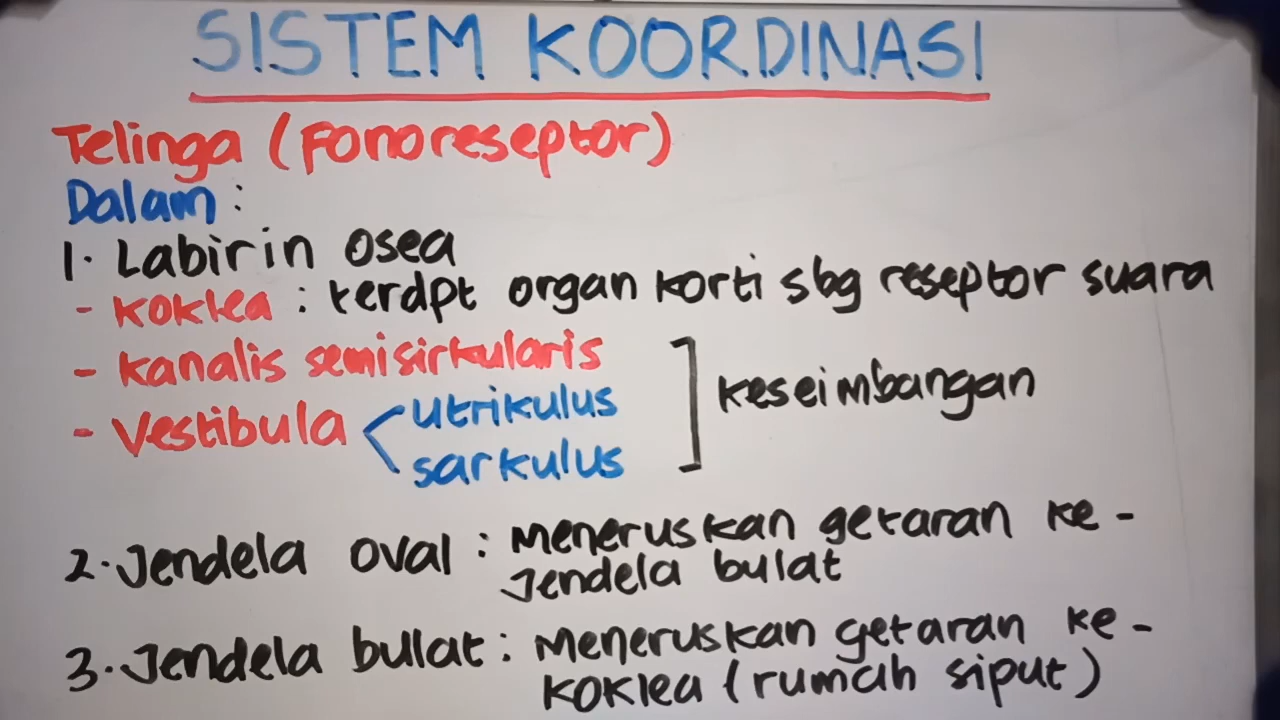 SISTEM KOORDINASI
Telinga (Fonoreseptor)
Dalam :
1. Labirin osea
- Koklea : terdpt organ korti sbg reseptor suara
- Kanalis semisirkularis
- Vestibula < utrikulus
sarkulus
] keseimbangan
2. Jendela oval : Meneruskan getaran ke -
Jendela bulat
3. Jendela bulat : Meneruskan getaran ke -
Koklea (rumah siput)